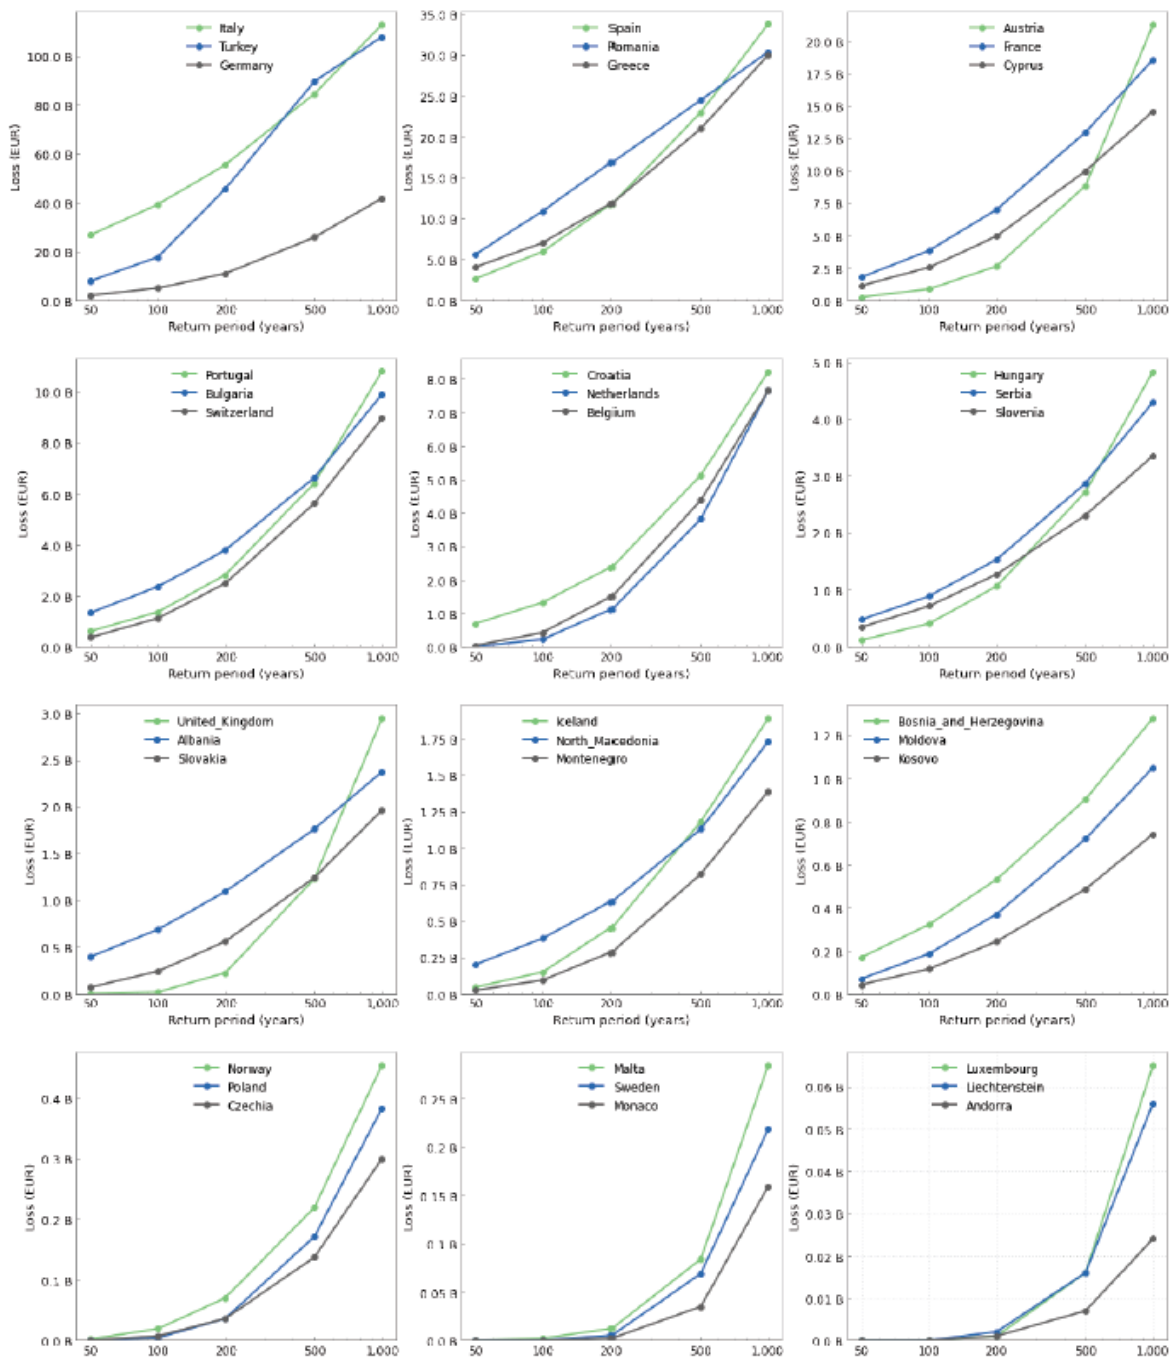 Italy
Turkey
Germany
100.0 B
80.0 B
60.0 B
40.0 B
20.0 B
0.0 B
Loss (EUR)
50 100 200 500 1,000
Return period (years)
Spain
Romania
Greece
35.0 B
30.0 B
25.0 B
20.0 B
15.0 B
10.0 B
5.0 B
0.0 B
Loss (EUR)
50 100 200 500 1,000
Return period (years)
Austria
France
Cyprus
20.0 B
17.5 B
15.0 B
12.5 B
10.0 B
7.5 B
5.0 B
2.5 B
0.0 B
Loss (EUR)
50 100 200 500 1,000
Return period (years)
Portugal
Bulgaria
Switzerland
10.0 B
8.0 B
6.0 B
4.0 B
2.0 B
0.0 B
Loss (EUR)
50 100 200 500 1,000
Return period (years)
Croatia
Netherlands
Belgium
8.0 B
7.0 B
6.0 B
5.0 B
4.0 B
3.0 B
2.0 B
1.0 B
0.0 B
Loss (EUR)
50 100 200 500 1,000
Return period (years)
Hungary
Serbia
Slovenia
5.0 B
4.0 B
3.0 B
2.0 B
1.0 B
0.0 B
Loss (EUR)
50 100 200 500 1,000
Return period (years)
United_Kingdom
Albania
Slovakia
3.0 B
2.5 B
2.0 B
1.5 B
1.0 B
0.5 B
0.0 B
Loss (EUR)
50 100 200 500 1,000
Return period (years)
Iceland
North_Macedonia
Montenegro
1.75 B
1.5 B
1.25 B
1.0 B
0.75 B
0.5 B
0.25 B
0.0 B
Loss (EUR)
50 100 200 500 1,000
Return period (years)
Bosnia_and_Herzegovina
Moldova
Kosovo
1.2 B
1.0 B
0.8 B
0.6 B
0.4 B
0.2 B
0.0 B
Loss (EUR)
50 100 200 500 1,000
Return period (years)
Norway
Poland
Czechia
0.4 B
0.3 B
0.2 B
0.1 B
0.0 B
Loss (EUR)
50 100 200 500 1,000
Return period (years)
Malta
Sweden
Monaco
0.25 B
0.2 B
0.15 B
0.1 B
0.05 B
0.0 B
Loss (EUR)
50 100 200 500 1,000
Return period (years)
Luxembourg
Liechtenstein
Andorra
0.06 B
0.05 B
0.04 B
0.03 B
0.02 B
0.01 B
0.0 B
Loss (EUR)
50 100 200 500 1,000
Return period (years)